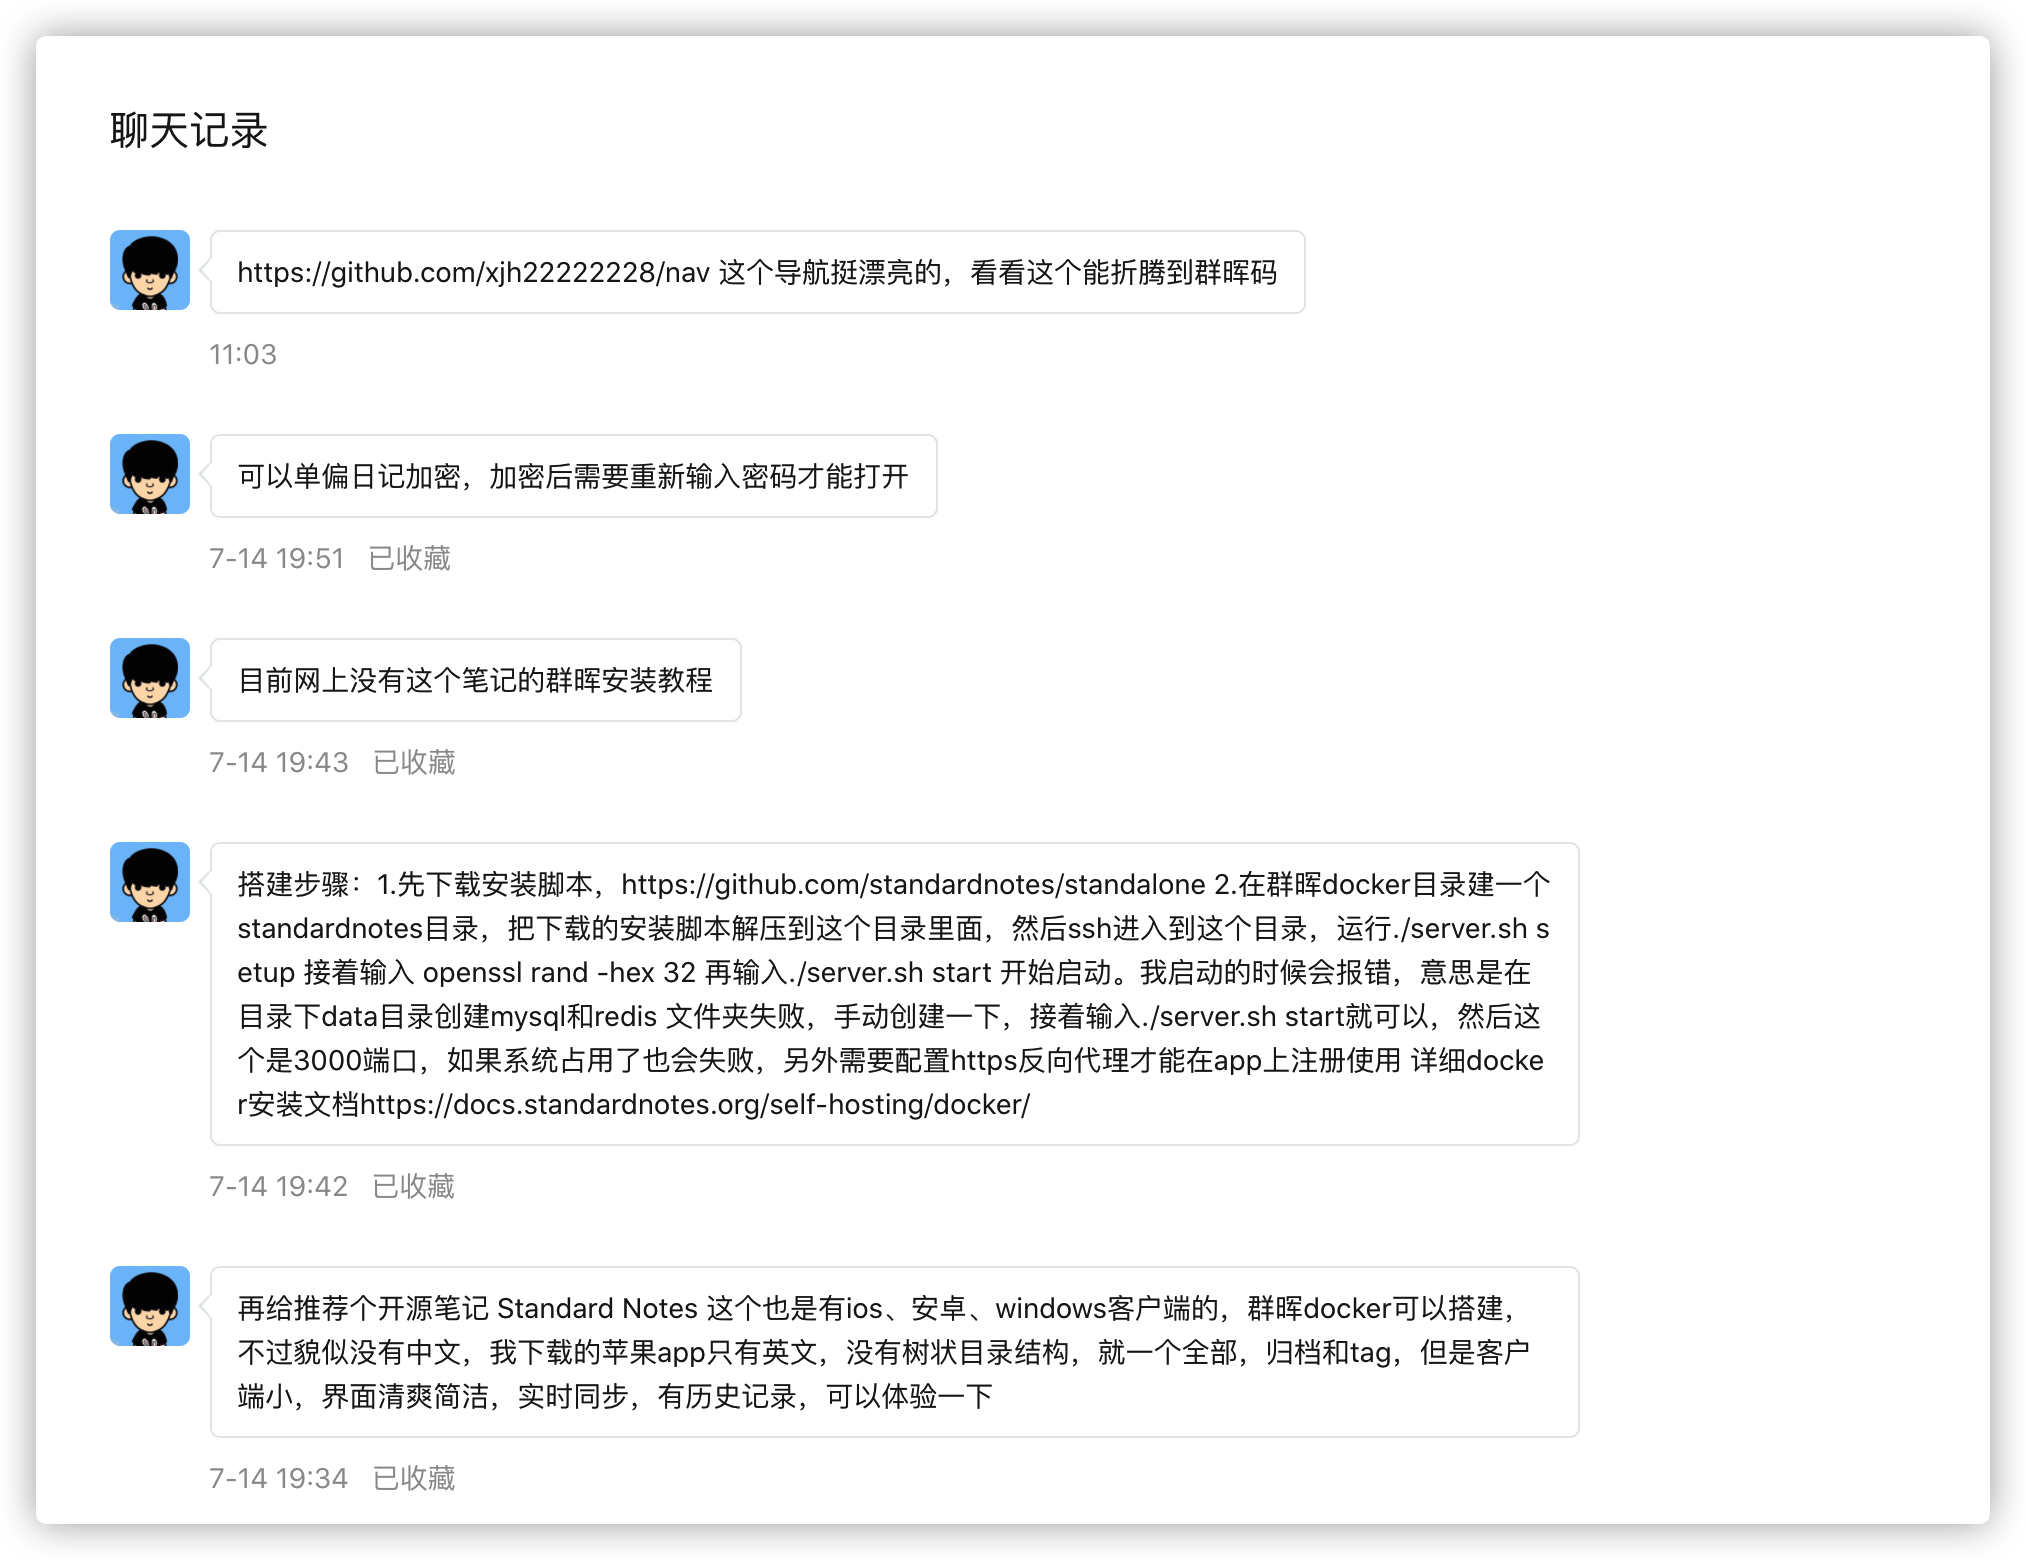 聊天记录
https://github.com/xjh22222228/nav 这个导航挺漂亮的，看看这个能折腾到群晖码
11:03
可以单偏日记加密，加密后需要重新输入密码才能打开
7-14 19:51 已收藏
目前网上没有这个笔记的群晖安装教程
7-14 19:43 已收藏
搭建步骤：1.先下载安装脚本，https://github.com/standardnotes/standalone 2.在群晖docker目录建一个
standardnotes目录，把下载的安装脚本解压到这个目录里面，然后ssh进入到这个目录，运行./server.sh s
etup 接着输入 openssl rand -hex 32 再输入./server.sh start 开始启动。我启动的时候会报错，意思是在
目录下data目录创建mysql和redis 文件夹失败，手动创建一下，接着输入./server.sh start就可以，然后这
个是3000端口，如果系统占用了也会失败，另外需要配置https反向代理才能在app上注册使用 详细docke
r安装文档https://docs.standardnotes.org/self-hosting/docker/
7-14 19:42 已收藏
再给推荐个开源笔记 Standard Notes 这个也是有ios、安卓、windows客户端的，群晖docker可以搭建，
不过貌似没有中文，我下载的苹果app只有英文，没有树状目录结构，就一个全部，归档和tag，但是客户
端小，界面清爽简洁，实时同步，有历史记录，可以体验一下
7-14 19:34 已收藏